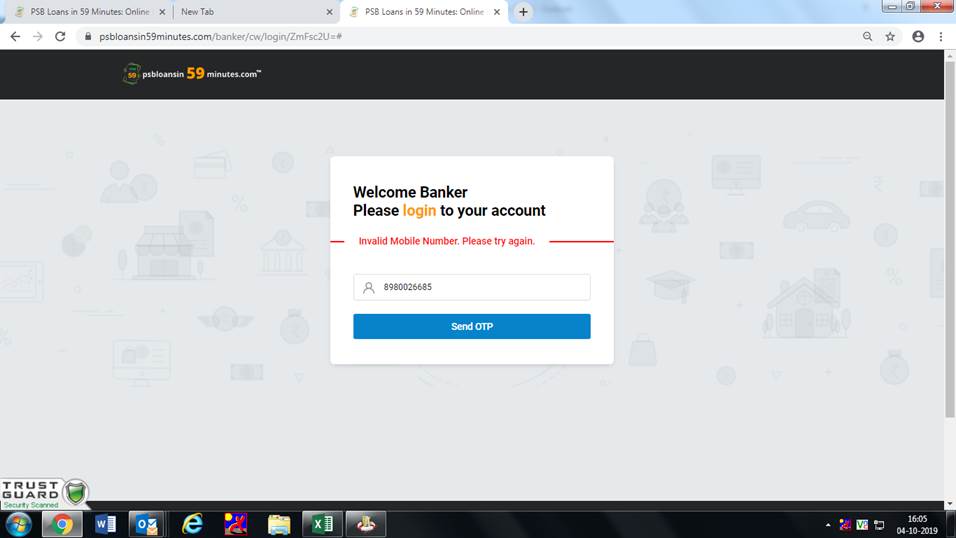 PSB Loans in 59 Minutes: Online
New Tab
PSB Loans in 59 Minutes: Online
psbloansin59minutes.com/banker/cw/login/ZmFsc2U=#
psbloansin 59 minutes.com™
Welcome Banker
Please login to your account
Invalid Mobile Number. Please try again.
8980026685
Send OTP
TRUST
GUARD
Security Scanned
16:05
04-10-2019